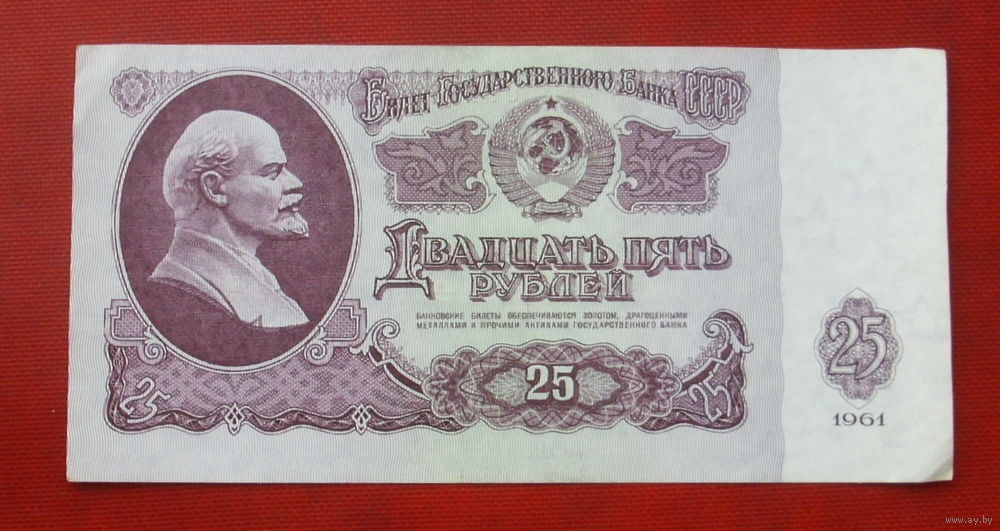 Билет Государственного Банка СССР
Двадцать пять
рублей
БАНКОВСКИЕ БИЛЕТЫ ОБЕСПЕЧИВАЮТСЯ ЗОЛОТОМ, ДРАГОЦЕННЫМИ
МЕТАЛЛАМИ И ПРОЧИМИ АКТИВАМИ ГОСУДАРСТВЕННОГО БАНКА
25
25
25
25
1961
www.ay.by